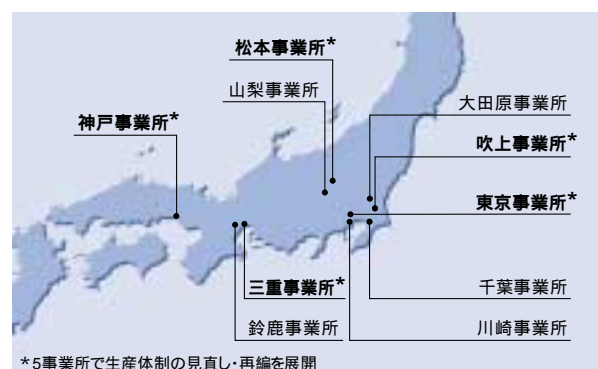 松本事業所*
山梨事業所
神戸事業所*
大田原事業所
吹上事業所*
東京事業所*
三重事業所*
千葉事業所
鈴鹿事業所
川崎事業所
*5事業所で生産体制の見直し・再編を展開